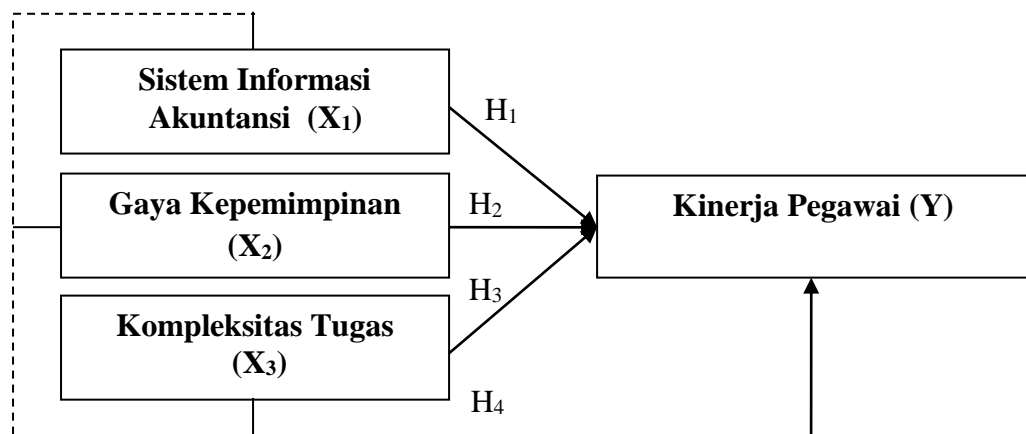 Sistem Informasi
Akuntansi (X₁)
H₁
Gaya Kepemimpinan
(X₂)
H₂
Kinerja Pegawai (Y)
H₃
Kompleksitas Tugas
(X₃)
H₄